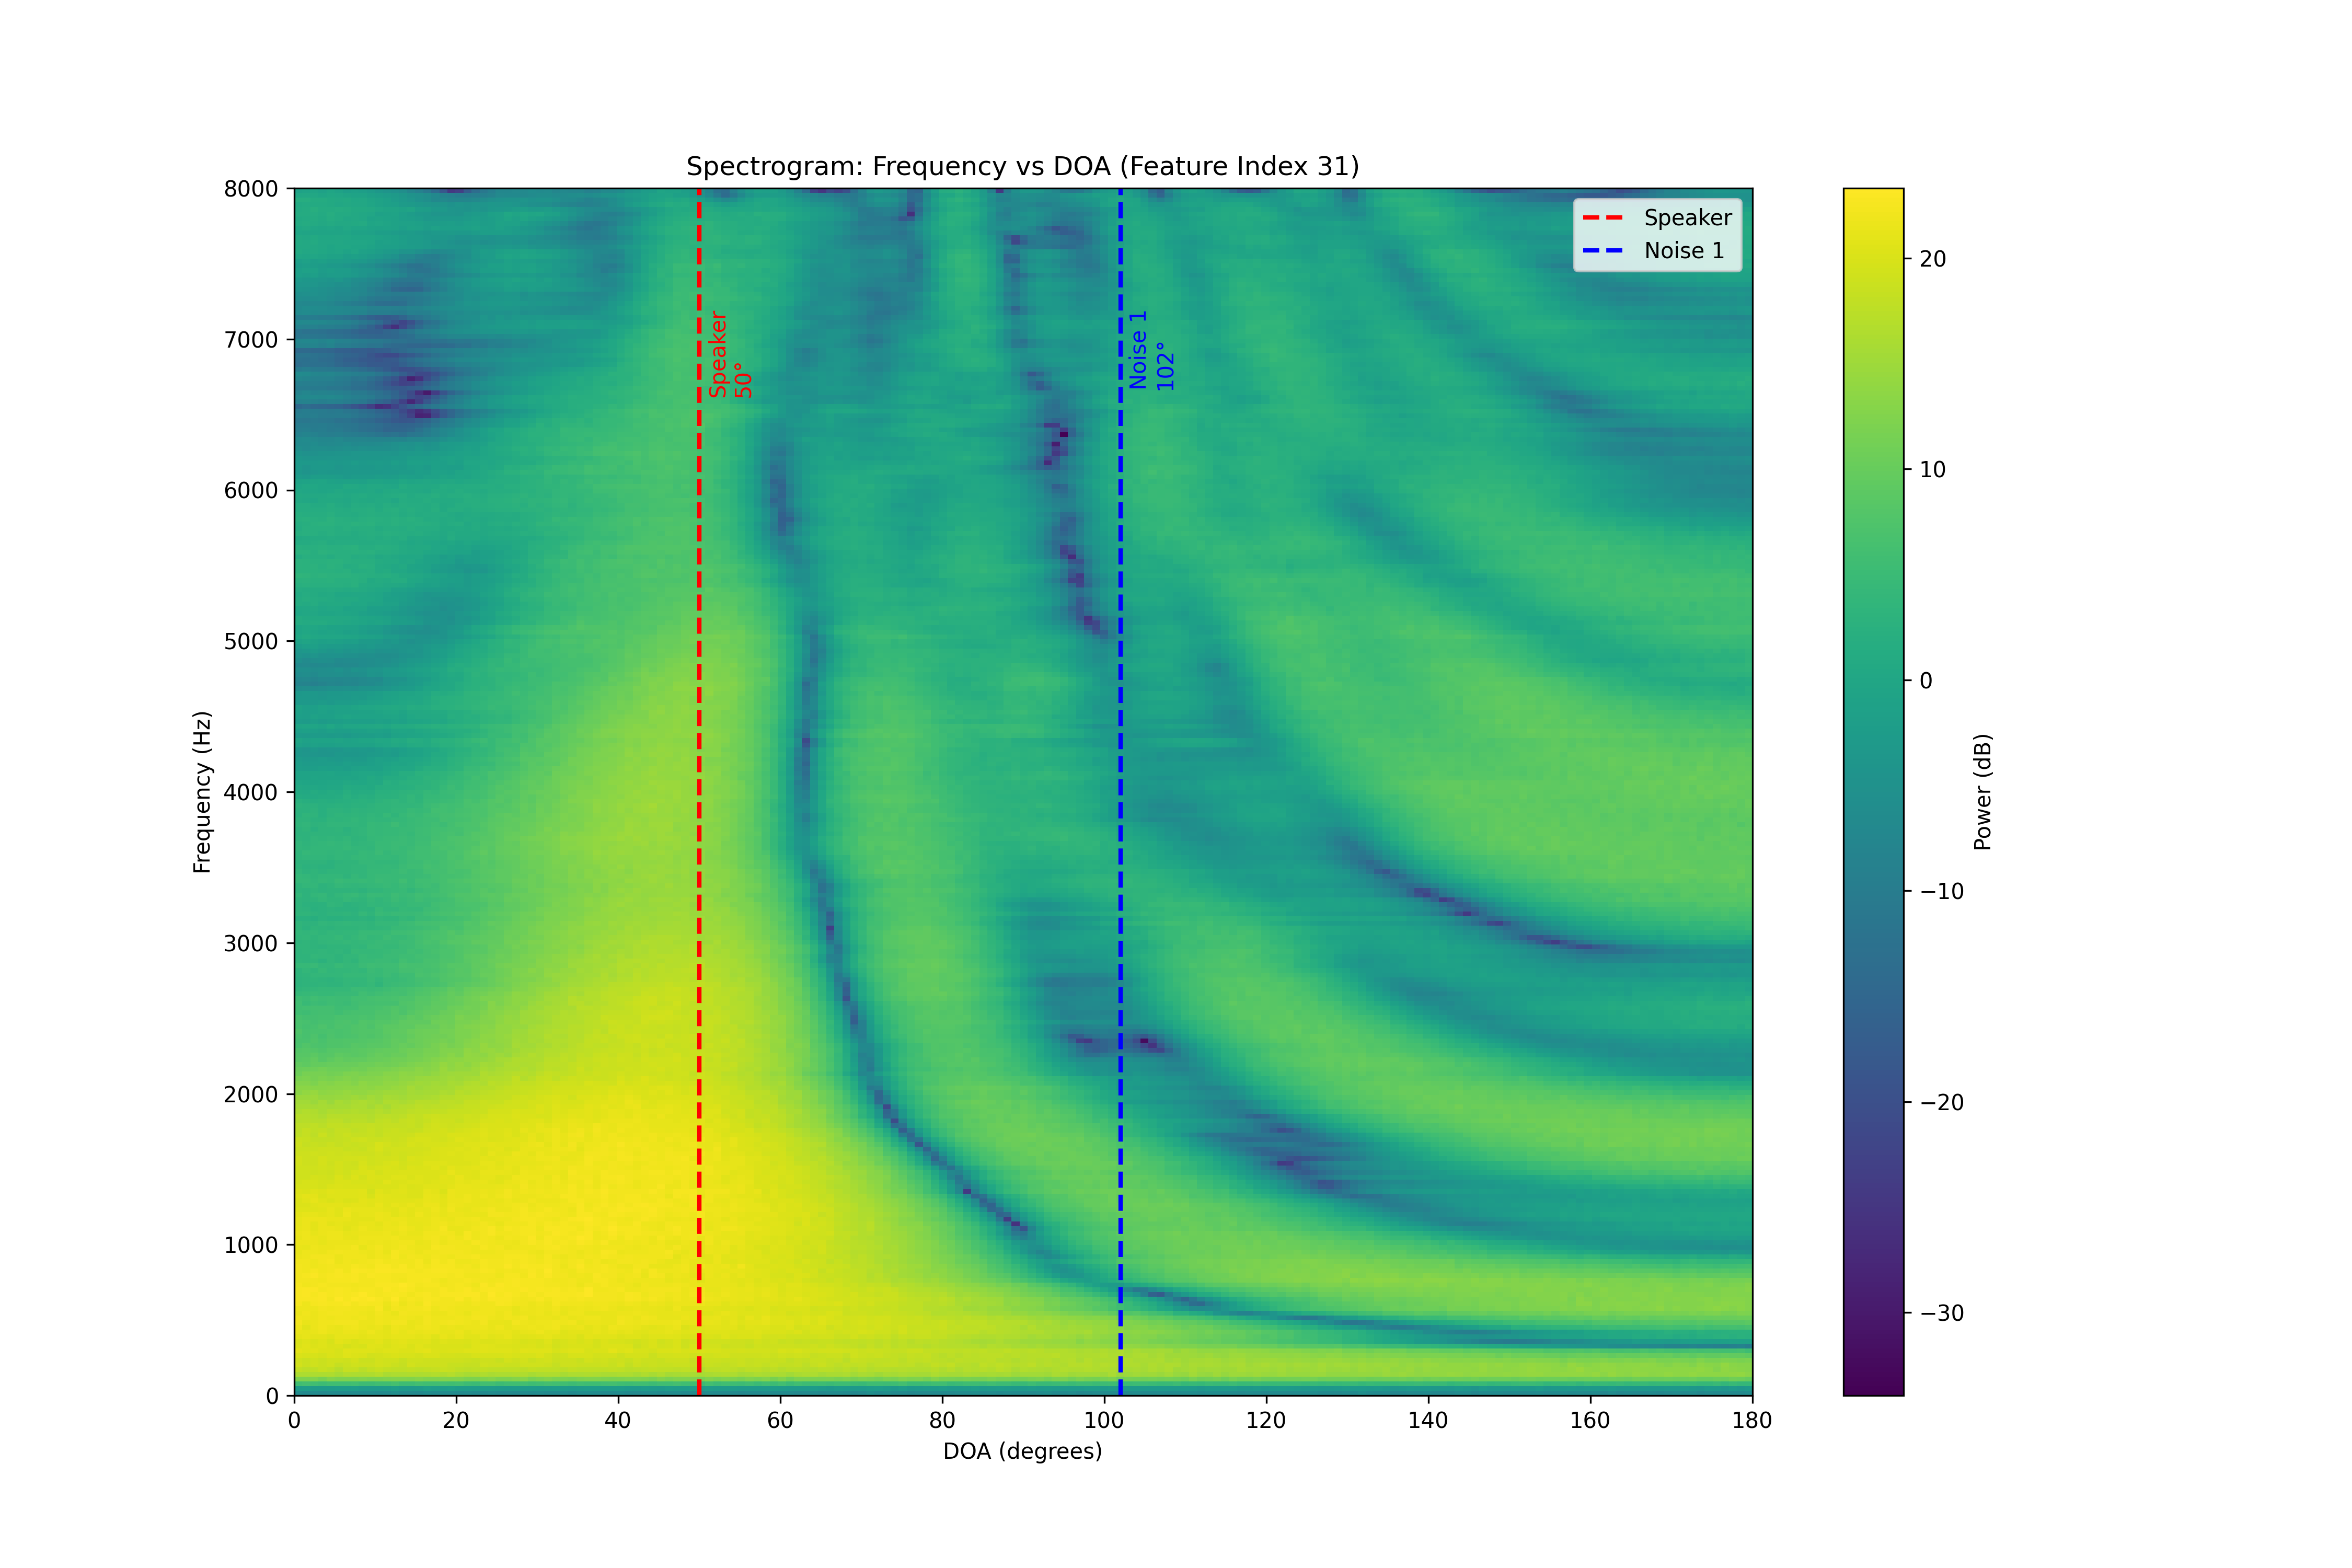 Spectrogram: Frequency vs DOA (Feature Index 31)
8000
7000
6000
5000
4000
3000
2000
1000
0
Frequency (Hz)
0 20 40 60 80 100 120 140 160 180
DOA (degrees)
Speaker
50°
Noise 1
102°
Speaker
Noise 1
20
10
0
−10
−20
−30
Power (dB)